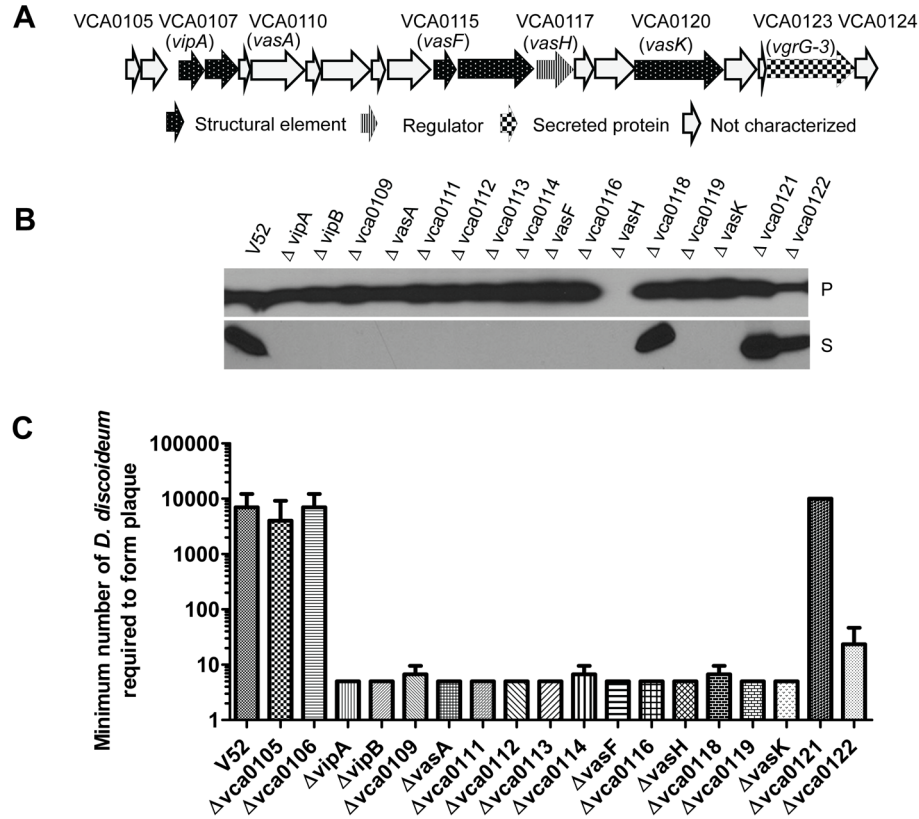 A
VCA0105 VCA0107 VCA0110 VCA0115 VCA0117 VCA0120 VCA0123 VCA0124
(vipA) (vasA) (vasF) (vasH) (vasK) (vgrG-3)
Structural element Regulator Secreted protein Not characterized
B
V52 Δ vipA Δ vipB Δ vca0109 Δ vasA Δ vca0111 Δ vca0112 Δ vca0113 Δ vca0114 Δ vasF Δ vca0116 Δ vasH Δ vca0118 Δ vca0119 Δ vasK Δ vca0121 Δ vca0122
P
S
C
Minimum number of D. discoideum
required to form plaque
100000
10000
1000
100
10
1
V52 Δvca0105 Δvca0106 ΔvipA ΔvipB Δvca0109 ΔvasA Δvca0111 Δvca0112 Δvca0113 Δvca0114 ΔvasF Δvca0116 ΔvasH Δvca0118 Δvca0119 ΔvasK Δvca0121 Δvca0122